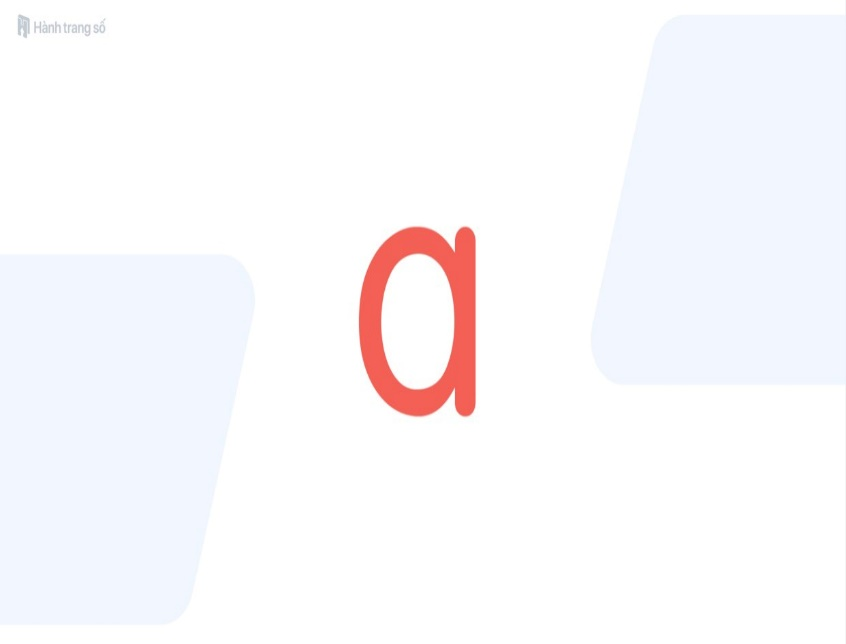 Hành trang số
a